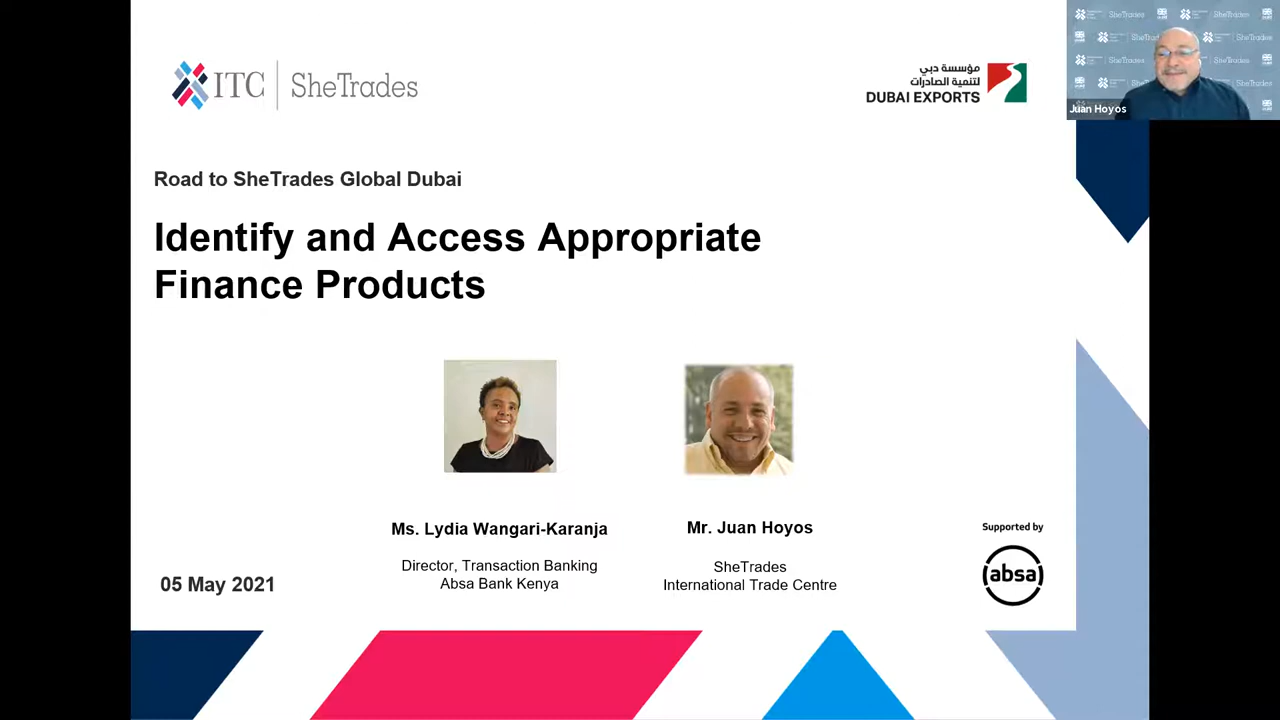 ITC | SheTrades
مؤسسة دبي
لتنمية الصادرات
DUBAI EXPORTS
Juan Hoyos
Road to SheTrades Global Dubai
Identify and Access Appropriate
Finance Products
Ms. Lydia Wangari-Karanja
Director, Transaction Banking
Absa Bank Kenya
Mr. Juan Hoyos
SheTrades
International Trade Centre
05 May 2021
Supported by
absa